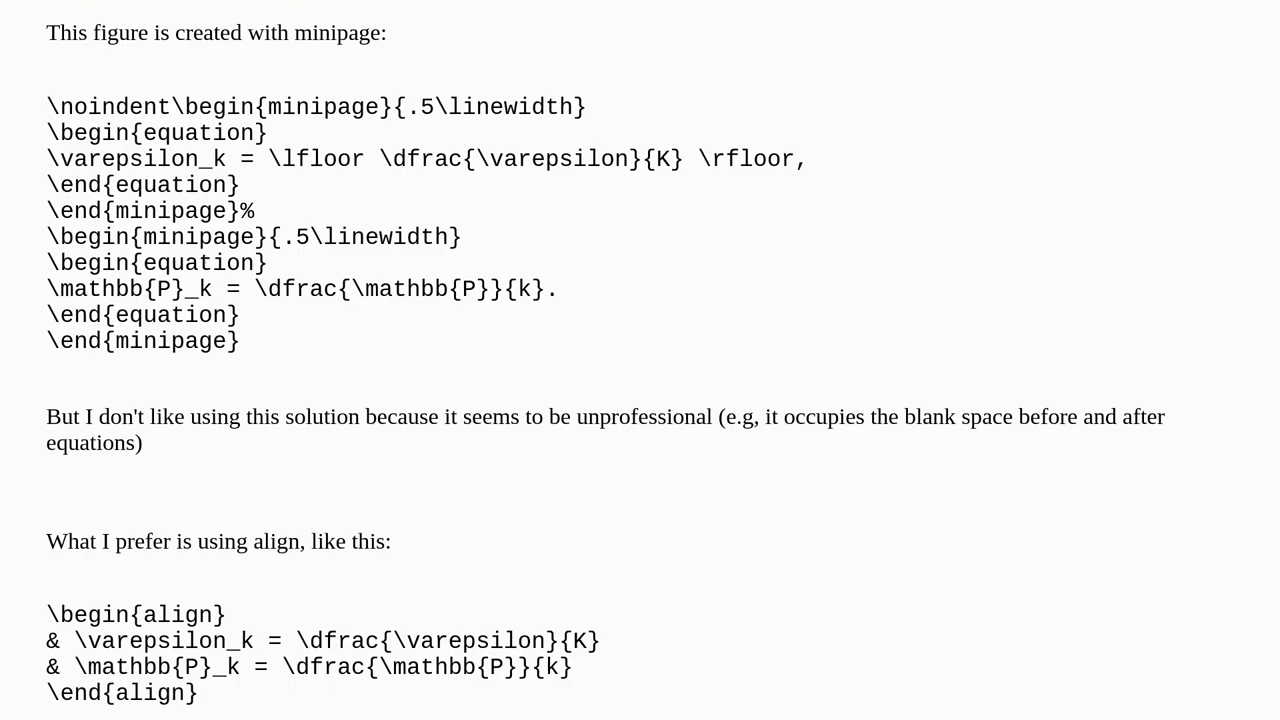 This figure is created with minipage:
\noindent\begin{minipage}{.5\linewidth}
\begin{equation}
\varepsilon_k = \lfloor \dfrac{\varepsilon}{K} \rfloor,
\end{equation}
\end{minipage}%
\begin{minipage}{.5\linewidth}
\begin{equation}
\mathbb{P}_k = \dfrac{\mathbb{P}}{k}.
\end{equation}
\end{minipage}
But I don't like using this solution because it seems to be unprofessional (e.g, it occupies the blank space before and after
equations)
What I prefer is using align, like this:
\begin{align}
& \varepsilon_k = \dfrac{\varepsilon}{K}
& \mathbb{P}_k = \dfrac{\mathbb{P}}{k}
\end{align}